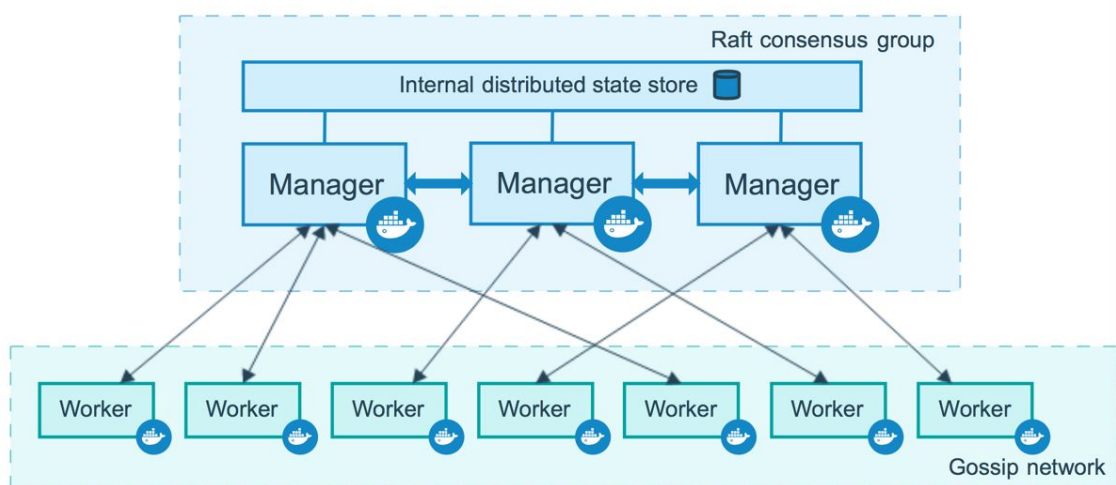 Raft consensus group
Internal distributed state store
Manager
Manager
Manager
Worker
Worker
Worker
Worker
Worker
Worker
Worker
Gossip network